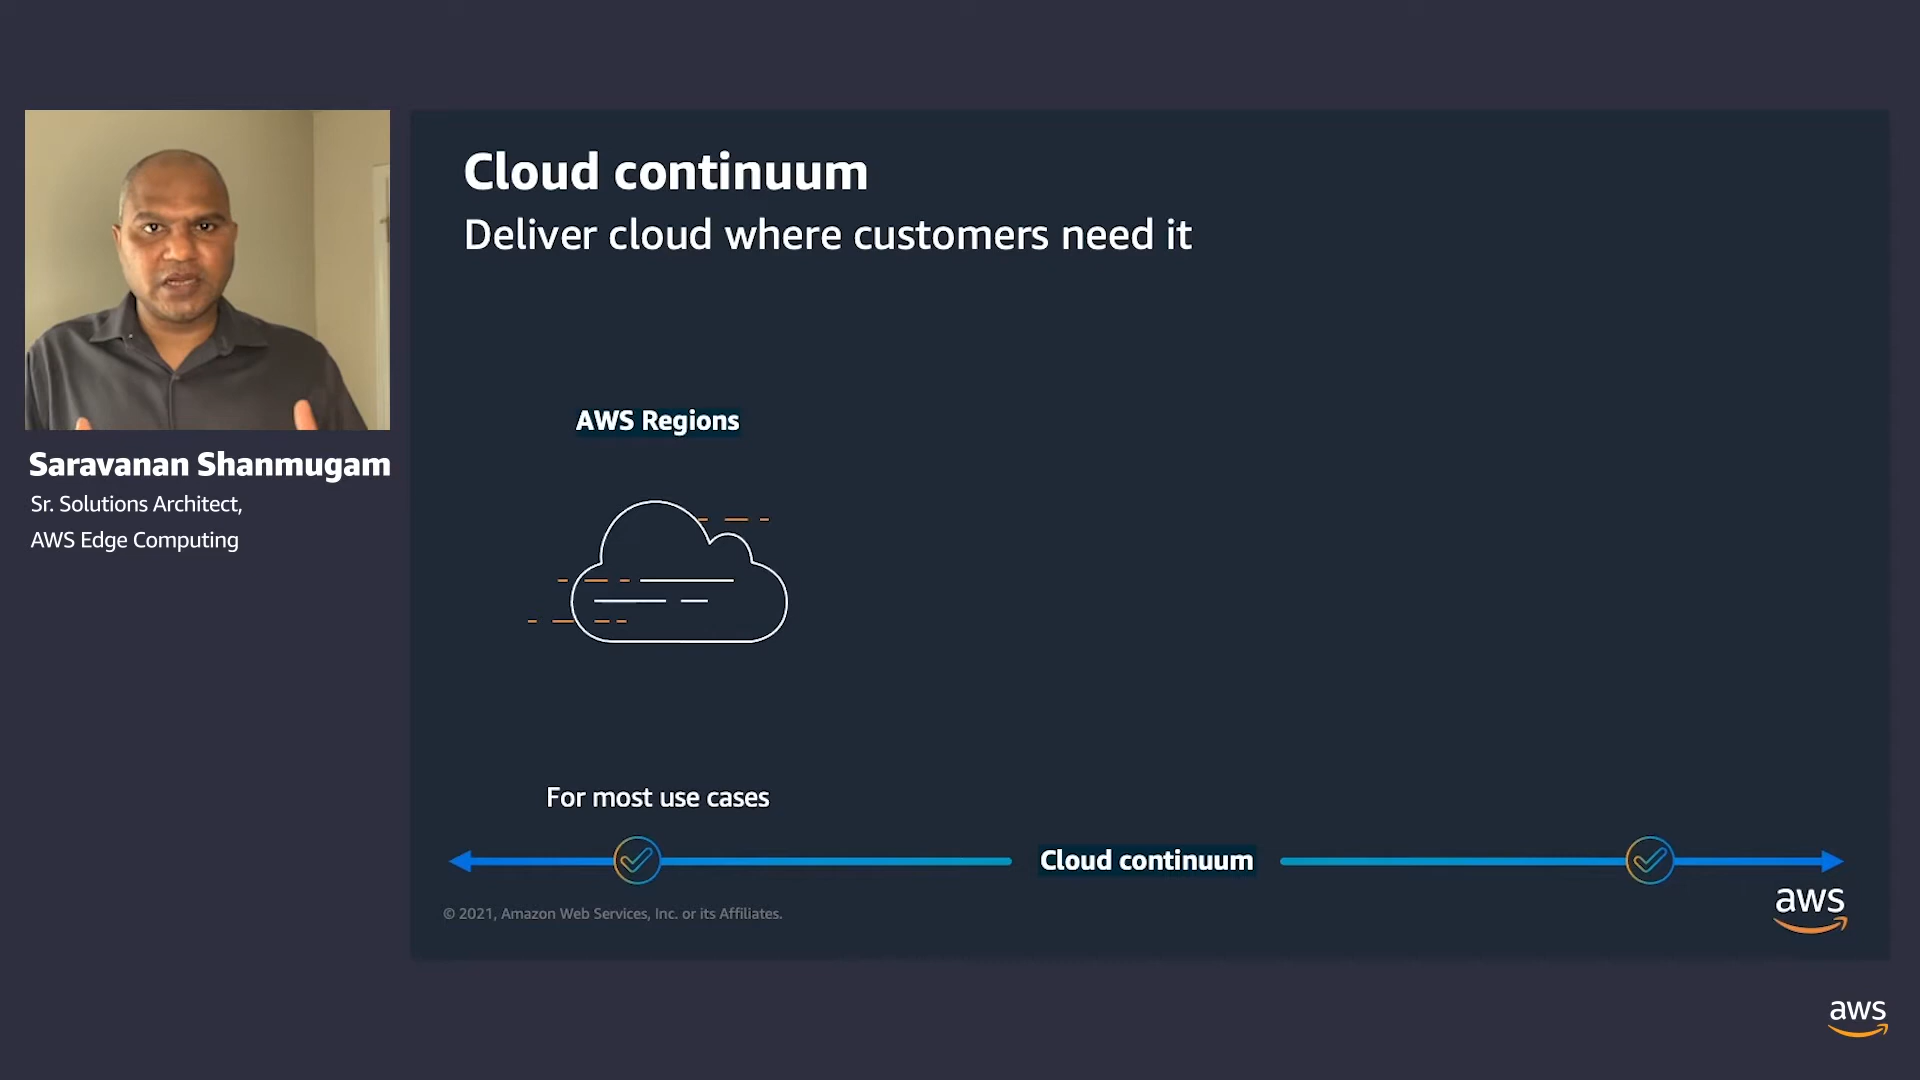 Cloud continuum
Deliver cloud where customers need it
AWS Regions
Saravanan Shanmugam
Sr. Solutions Architect,
AWS Edge Computing
For most use cases
Cloud continuum
© 2021, Amazon Web Services, Inc. or its Affiliates.
aws
aws